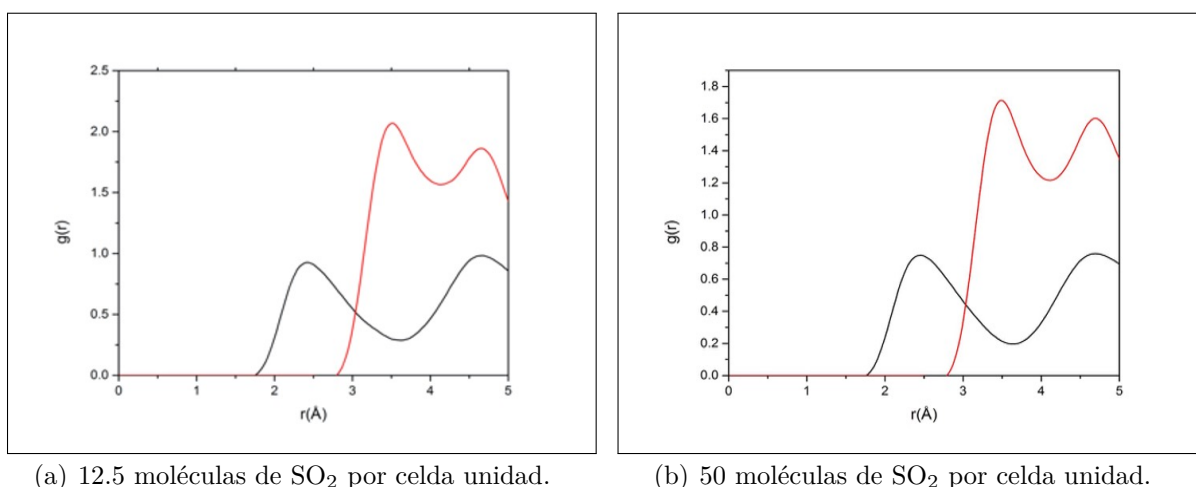 2.5
2.0
1.5
1.0
0.5
0.0
g(r)
0 1 2 3 4 5
r(Å)
(a) 12.5 moléculas de SO₂ por celda unidad.
1.8
1.6
1.4
1.2
1.0
0.8
0.6
0.4
0.2
0.0
g(r)
0 1 2 3 4 5
r(Å)
(b) 50 moléculas de SO₂ por celda unidad.